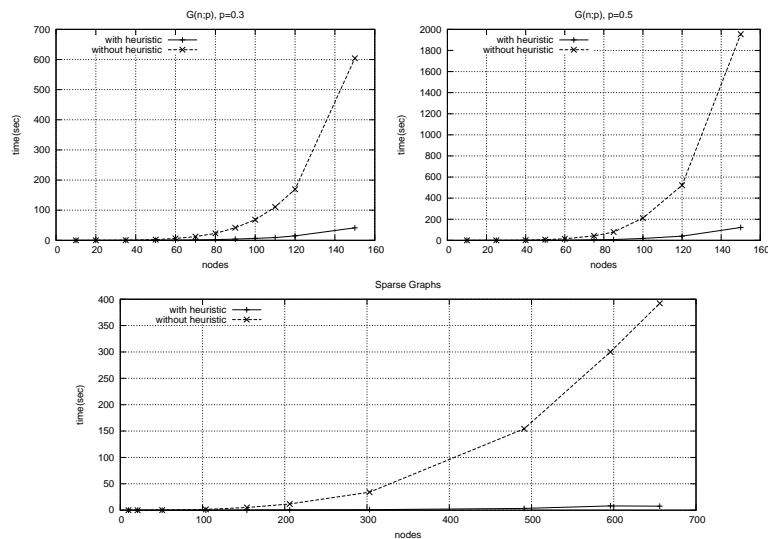 G(n;p), p=0.3
700
600
500
400
300
200
100
0
time(sec)
with heuristic
without heuristic
0 20 40 60 80 100 120 140 160
nodes
G(n;p), p=0.5
2000
1800
1600
1400
1200
1000
800
600
400
200
0
time(sec)
with heuristic
without heuristic
0 20 40 60 80 100 120 140 160
nodes
Sparse Graphs
400
350
300
250
200
150
100
50
0
time(sec)
with heuristic
without heuristic
0 100 200 300 400 500 600 700
nodes